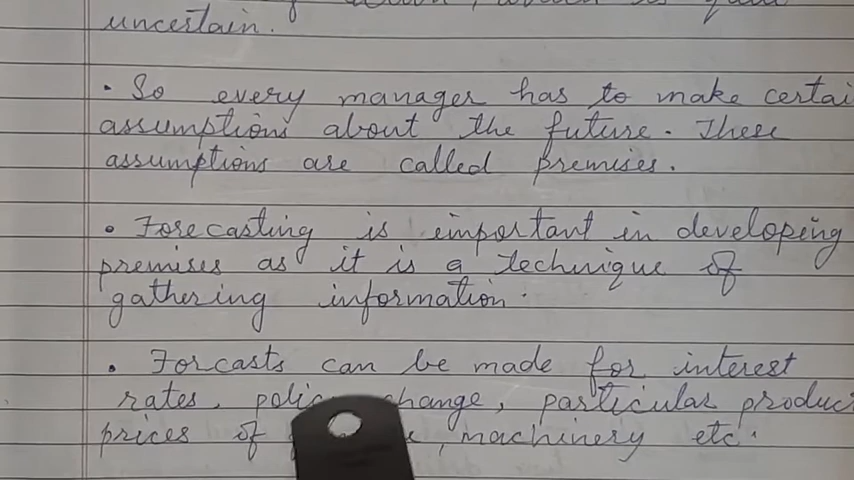 uncertain.
· So every manager has to make certai
assumptions about the future. These
assumptions are called premises.
· Forecasting is important in developing
premises as it is a technique of
gathering information.
· Forcasts can be made for interest
rates, change, particular produc
prices of , machinery etc.